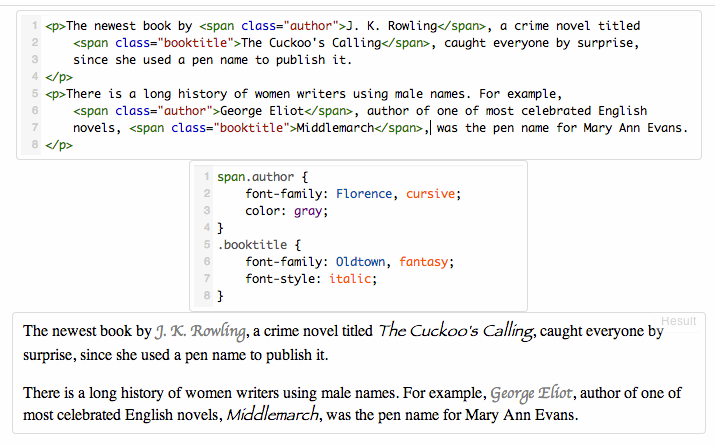 1 <p>The newest book by <span class="author">J. K. Rowling</span>, a crime novel titled
2 <span class="booktitle">The Cuckoo's Calling</span>, caught everyone by surprise,
3 since she used a pen name to publish it.
4 </p>
5 <p>There is a long history of women writers using male names. For example,
6 <span class="author">George Eliot</span>, author of one of most celebrated English
7 novels, <span class="booktitle">Middlemarch</span>, was the pen name for Mary Ann Evans.
8 </p>
1 span.author {
2 font-family: Florence, cursive;
3 color: gray;
4 }
5 .booktitle {
6 font-family: Oldtown, fantasy;
7 font-style: italic;
8 }
Result
The newest book by J. K. Rowling, a crime novel titled The Cuckoo's Calling, caught everyone by
surprise, since she used a pen name to publish it.
There is a long history of women writers using male names. For example, George Eliot, author of one of
most celebrated English novels, Middlemarch, was the pen name for Mary Ann Evans.